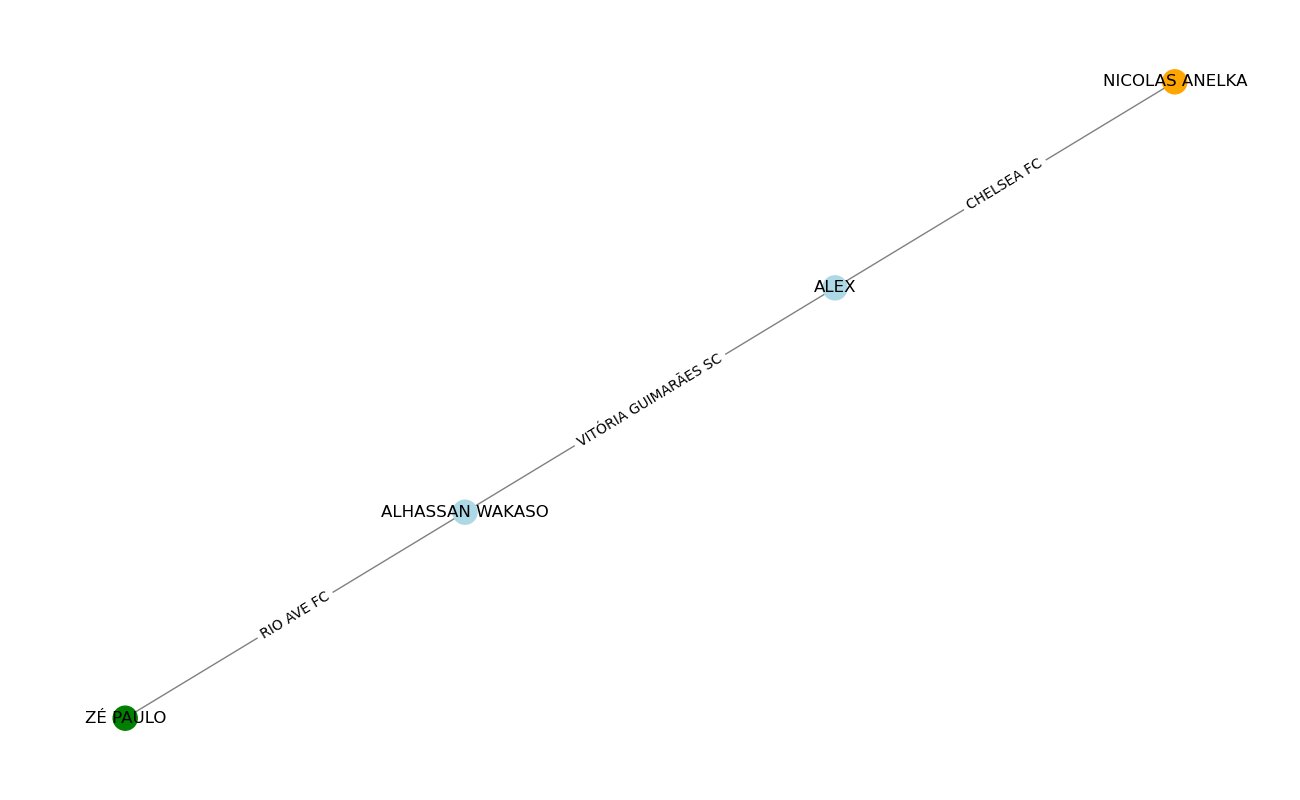 NICOLAS ANELKA
CHELSEA FC
ALEX
VITÓRIA GUIMARÃES SC
ALHASSAN WAKASO
RIO AVE FC
ZÉ PAULO